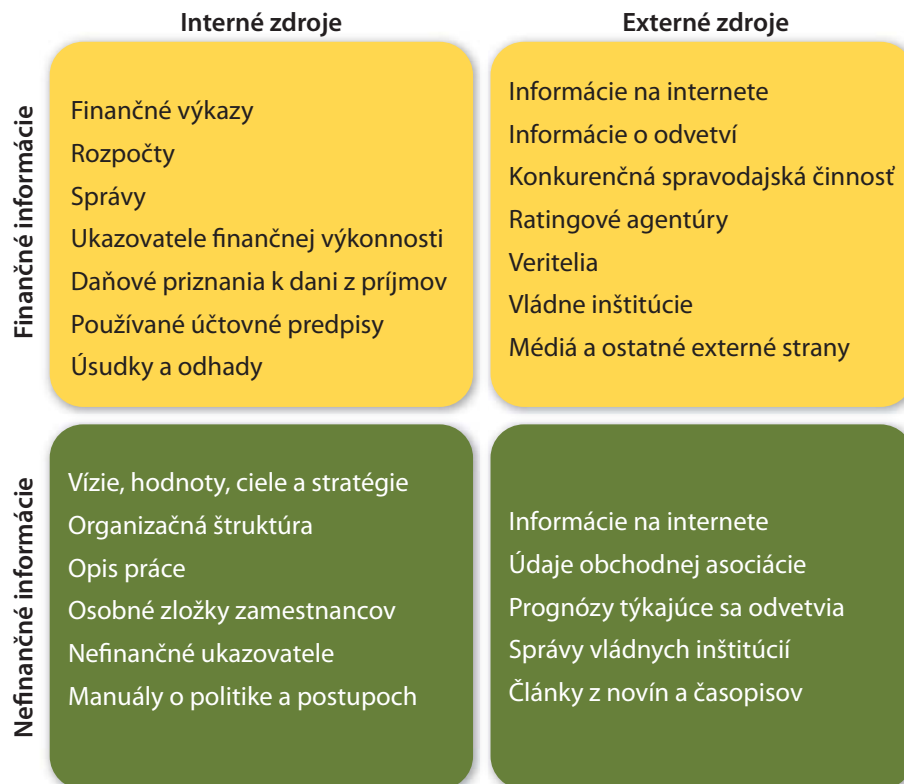 Interné zdroje
Externé zdroje
Finančné informácie
Finančné výkazy
Rozpočty
Správy
Ukazovatele finančnej výkonnosti
Daňové priznania k dani z príjmov
Používané účtovné predpisy
Úsudky a odhady
Informácie na internete
Informácie o odvetví
Konkurenčná spravodajská činnosť
Ratingové agentúry
Veritelia
Vládne inštitúcie
Médiá a ostatné externé strany
Nefinančné informácie
Vízie, hodnoty, ciele a stratégie
Organizačná štruktúra
Opis práce
Osobné zložky zamestnancov
Nefinančné ukazovatele
Manuály o politike a postupoch
Informácie na internete
Údaje obchodnej asociácie
Prognózy týkajúce sa odvetvia
Správy vládnych inštitúcií
Články z novín a časopisov